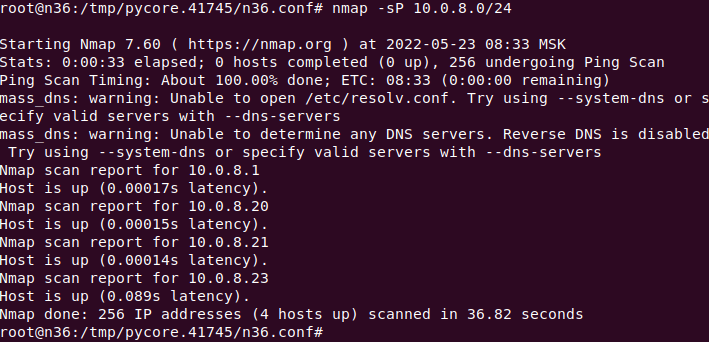 root@n36:/tmp/pycore.41745/n36.conf# nmap -sP 10.0.8.0/24
Starting Nmap 7.60 ( https://nmap.org ) at 2022-05-23 08:33 MSK
Stats: 0:00:33 elapsed; 0 hosts completed (0 up), 256 undergoing Ping Scan
Ping Scan Timing: About 100.00% done; ETC: 08:33 (0:00:00 remaining)
mass_dns: warning: Unable to open /etc/resolv.conf. Try using --system-dns or s
ecify valid servers with --dns-servers
mass_dns: warning: Unable to determine any DNS servers. Reverse DNS is disabled
 Try using --system-dns or specify valid servers with --dns-servers
Nmap scan report for 10.0.8.1
Host is up (0.00017s latency).
Nmap scan report for 10.0.8.20
Host is up (0.00015s latency).
Nmap scan report for 10.0.8.21
Host is up (0.00014s latency).
Nmap scan report for 10.0.8.23
Host is up (0.089s latency).
Nmap done: 256 IP addresses (4 hosts up) scanned in 36.82 seconds
root@n36:/tmp/pycore.41745/n36.conf#